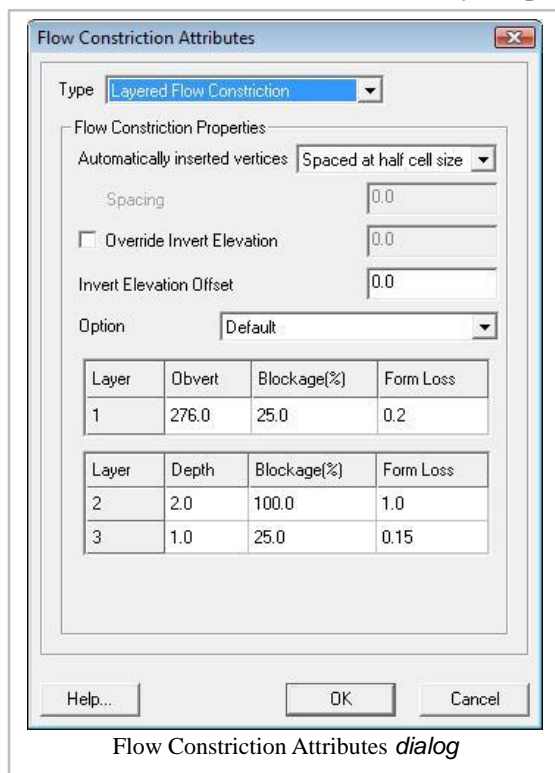 Flow Constriction Attributes
Type Layered Flow Constriction
Flow Constriction Properties
Automatically inserted vertices Spaced at half cell size
Spacing 0.0
Override Invert Elevation 0.0
Invert Elevation Offset 0.0
Option Default
Layer Obvert Blockage(%) Form Loss
1 276.0 25.0 0.2
Layer Depth Blockage(%) Form Loss
2 2.0 100.0 1.0
3 1.0 25.0 0.15
Help... OK Cancel
Flow Constriction Attributes dialog